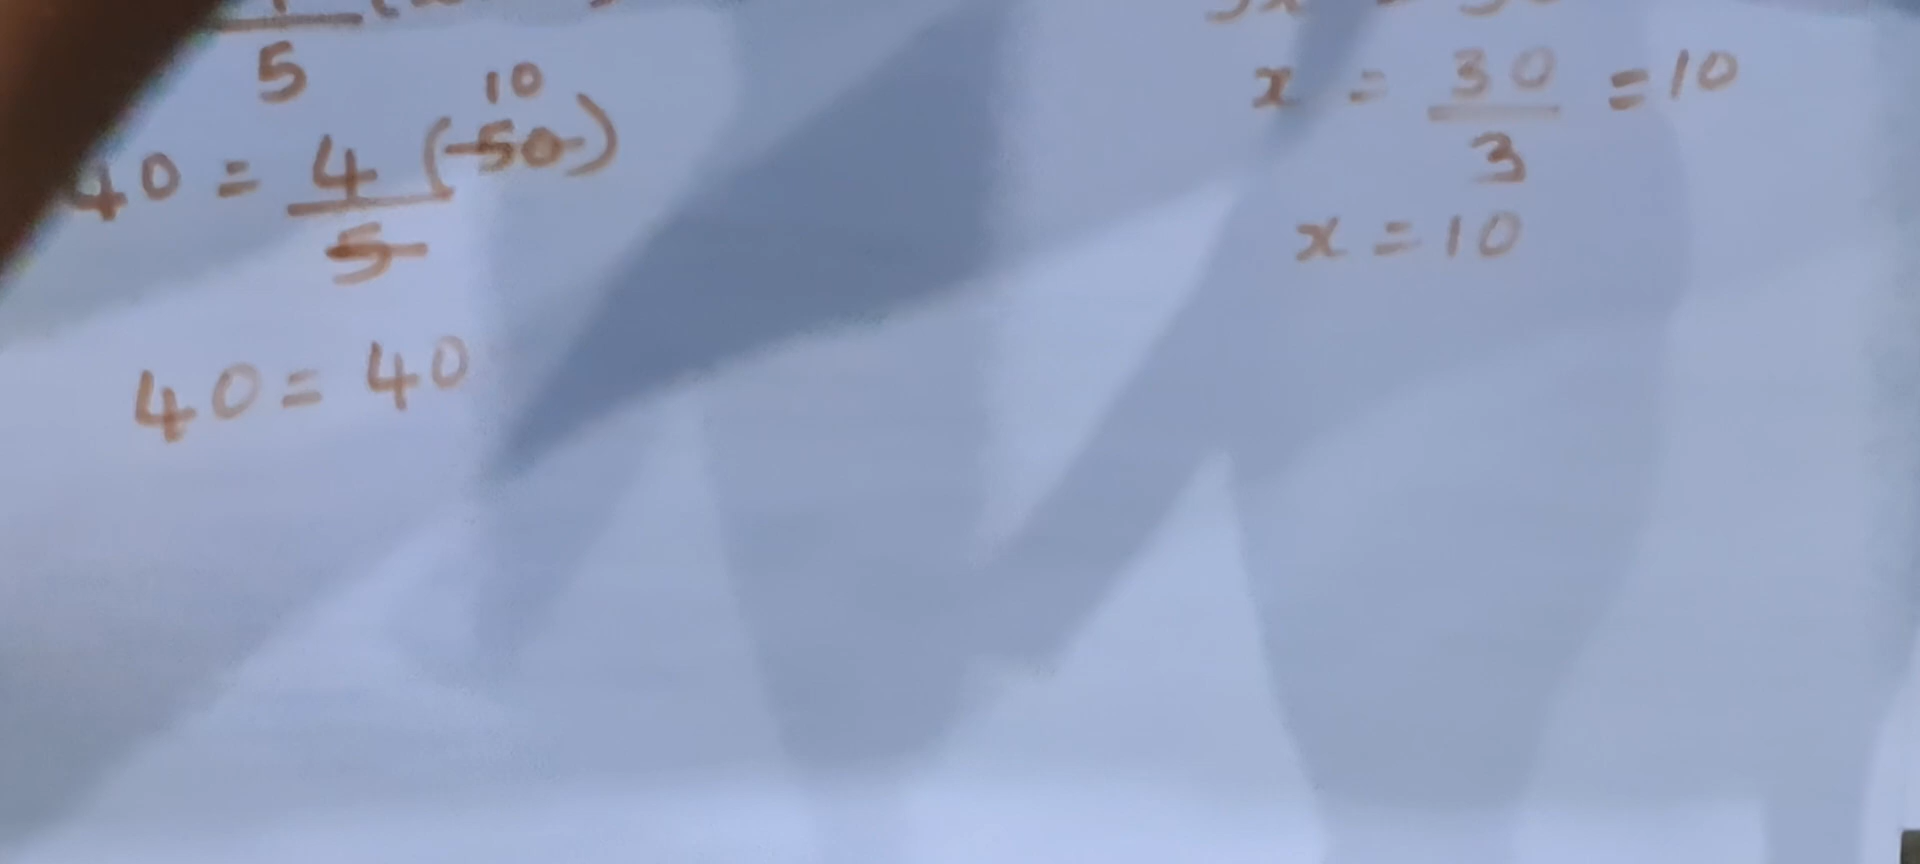 5
10
40 = 4 (50)
5
40 = 40
x = 30 = 10
3
x = 10